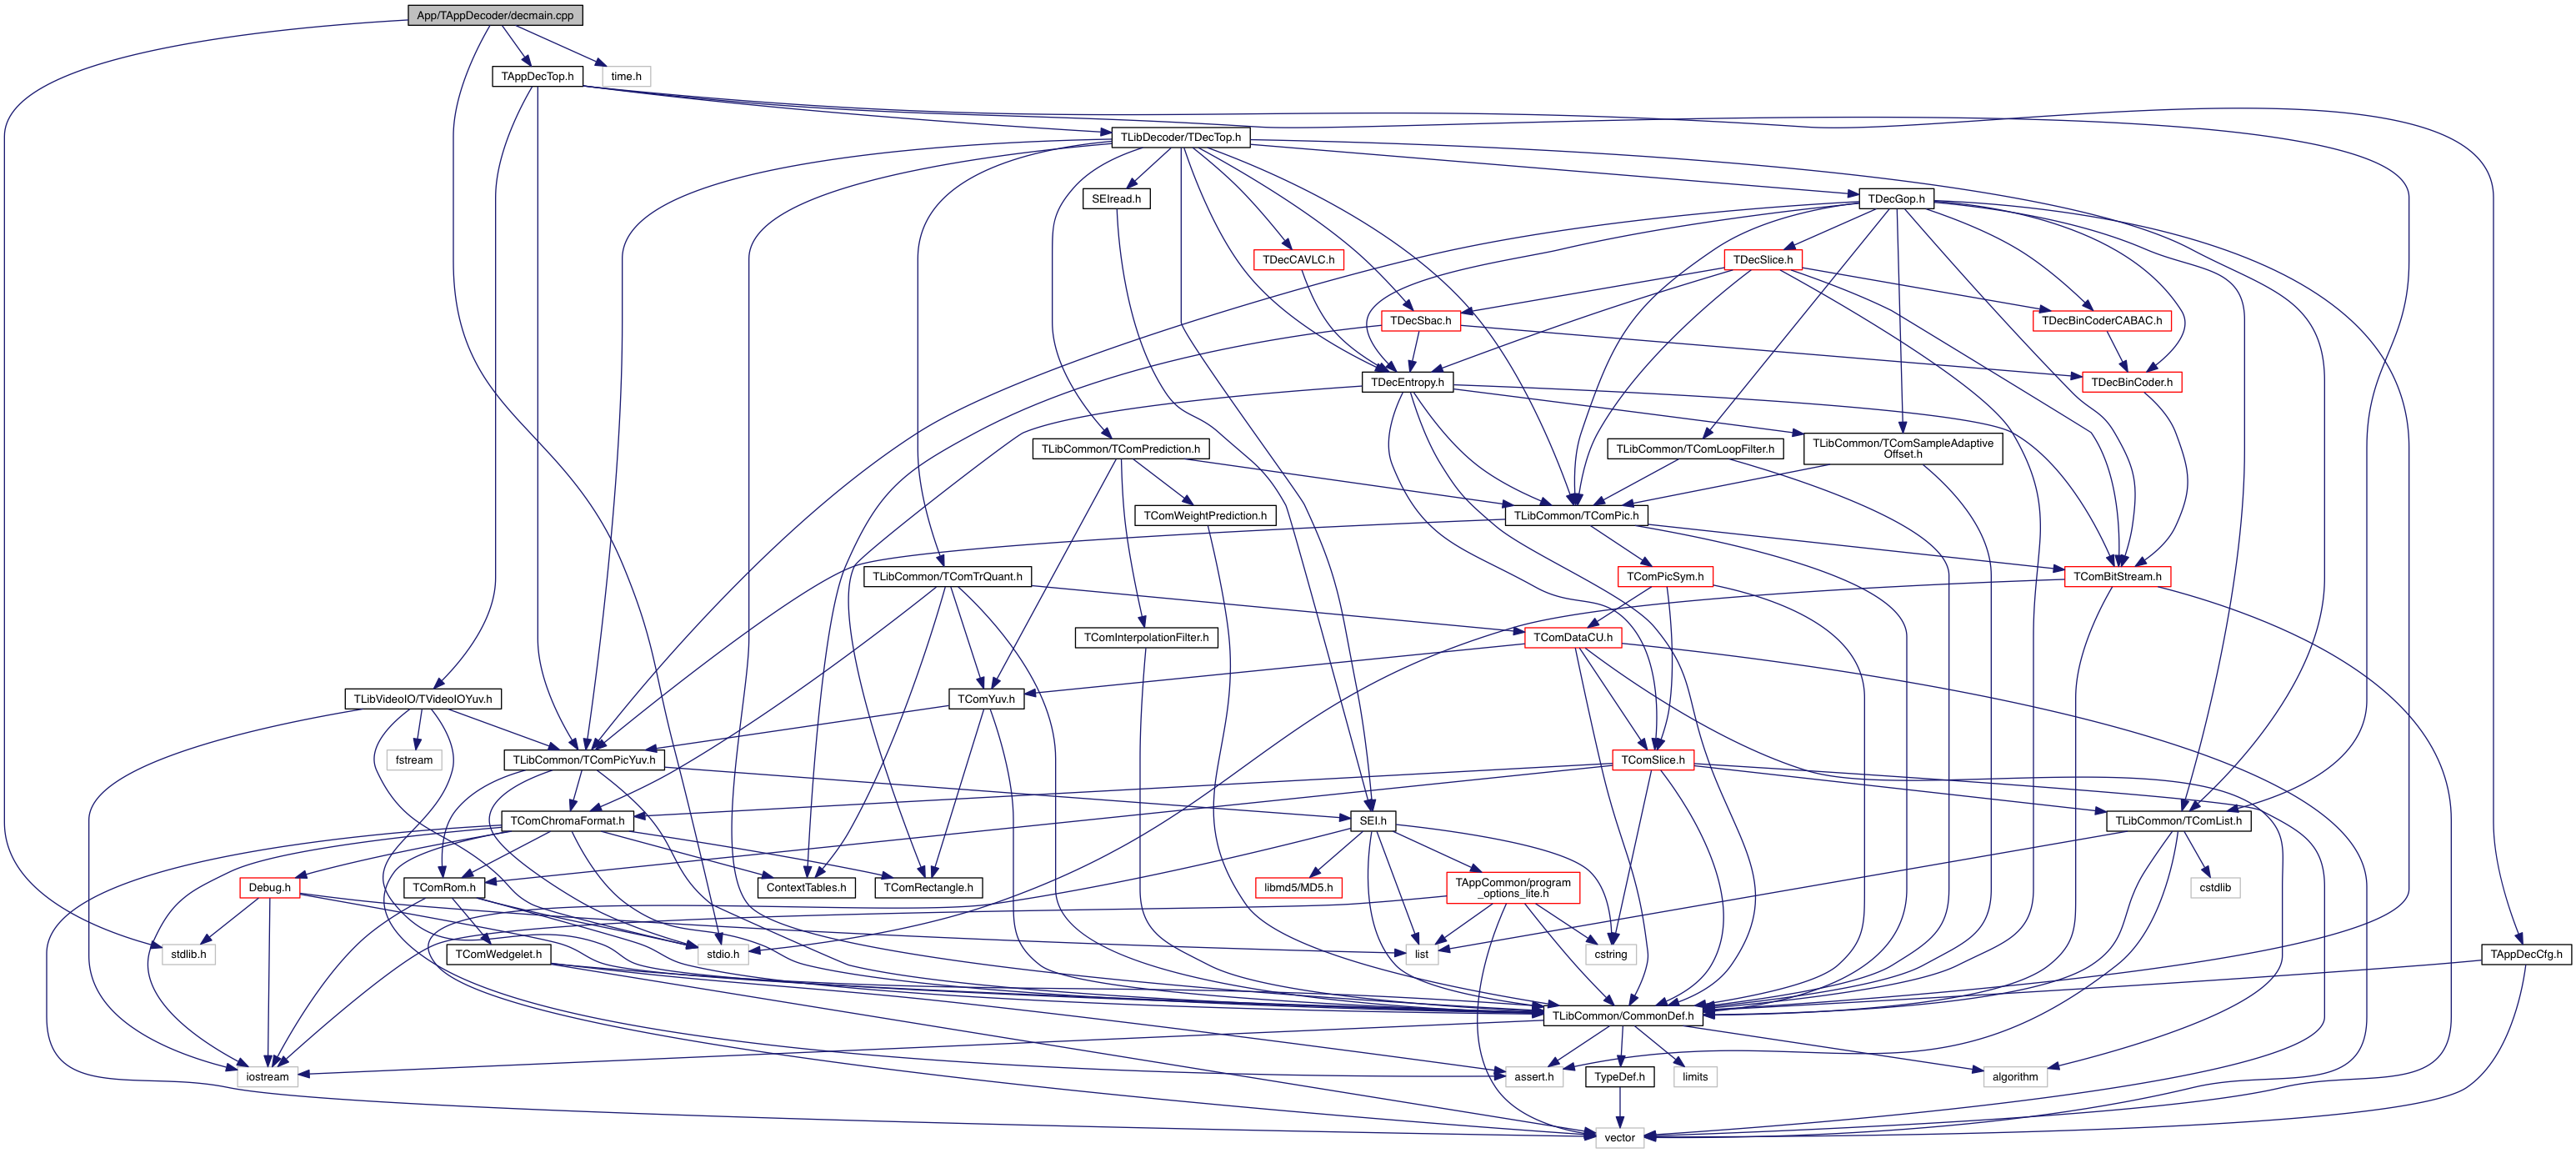 App/TAppDecoder/decmain.cpp
TAppDecTop.h
time.h
TLibDecoder/TDecTop.h
SEIread.h
TDecGop.h
TDecCAVLC.h
TDecSlice.h
TDecSbac.h
TDecBinCoderCABAC.h
TDecEntropy.h
TDecBinCoder.h
TLibCommon/TComPrediction.h
TLibCommon/TComLoopFilter.h
TLibCommon/TComSampleAdaptive
Offset.h
TComWeightPrediction.h
TLibCommon/TComPic.h
TLibCommon/TComTrQuant.h
TComPicSym.h
TComBitStream.h
TComInterpolationFilter.h
TComDataCU.h
TLibVideoIO/TVideoIOYuv.h
TComYuv.h
fstream
TLibCommon/TComPicYuv.h
TComSlice.h
TComChromaFormat.h
SEI.h
TLibCommon/TComList.h
Debug.h
TComRom.h
ContextTables.h
TComRectangle.h
libmd5/MD5.h
TAppCommon/program
_options_lite.h
cstdlib
stdlib.h
TComWedgelet.h
stdio.h
list
cstring
TAppDecCfg.h
TLibCommon/CommonDef.h
iostream
assert.h
TypeDef.h
limits
algorithm
vector